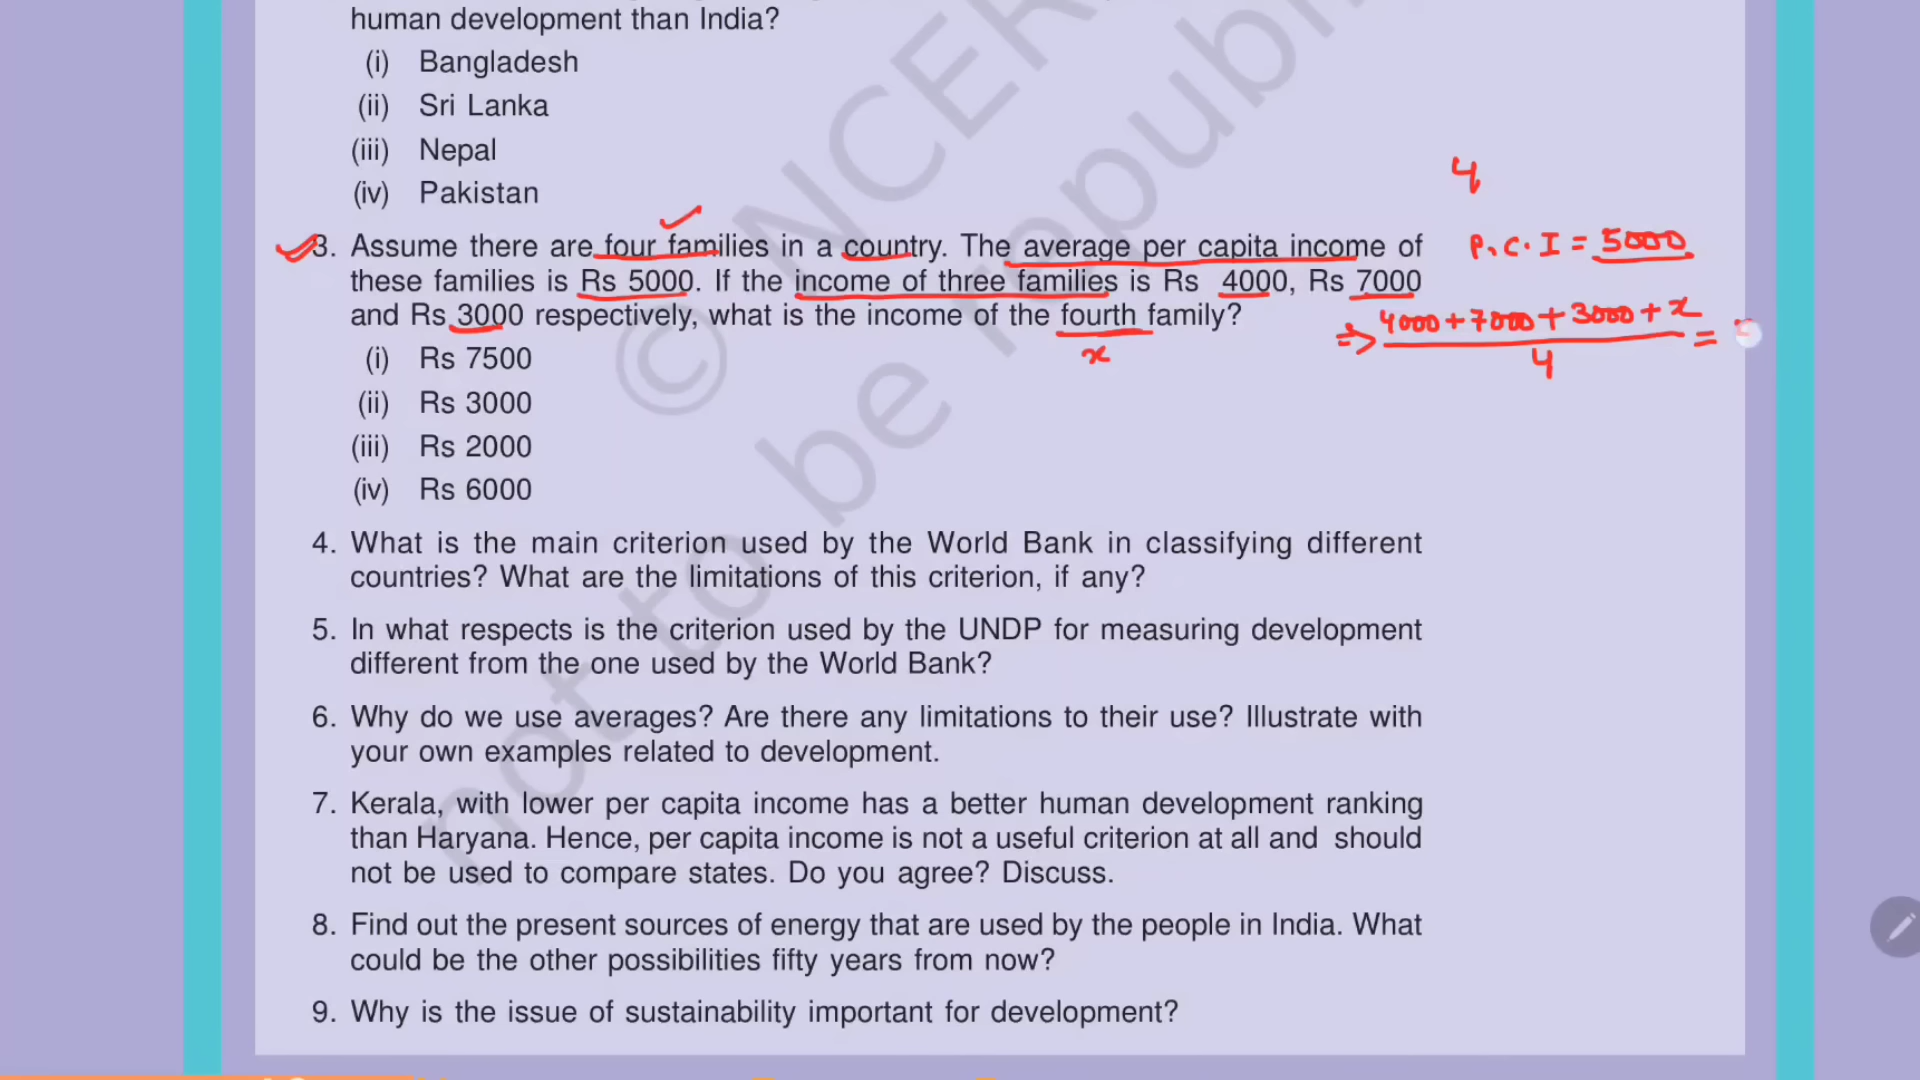 human development than India?
(i) Bangladesh
(ii) Sri Lanka
(iii) Nepal
(iv) Pakistan
4
3. Assume there are four families in a country. The average per capita income of
P.C.I = 5000
these families is Rs 5000. If the income of three families is Rs 4000, Rs 7000
and Rs 3000 respectively, what is the income of the fourth family?
⇒ 4000+7000+3000+x =
4
x
(i) Rs 7500
(ii) Rs 3000
(iii) Rs 2000
(iv) Rs 6000
4. What is the main criterion used by the World Bank in classifying different
countries? What are the limitations of this criterion, if any?
5. In what respects is the criterion used by the UNDP for measuring development
different from the one used by the World Bank?
6. Why do we use averages? Are there any limitations to their use? Illustrate with
your own examples related to development.
7. Kerala, with lower per capita income has a better human development ranking
than Haryana. Hence, per capita income is not a useful criterion at all and should
not be used to compare states. Do you agree? Discuss.
8. Find out the present sources of energy that are used by the people in India. What
could be the other possibilities fifty years from now?
9. Why is the issue of sustainability important for development?
© NCER
not to be republi